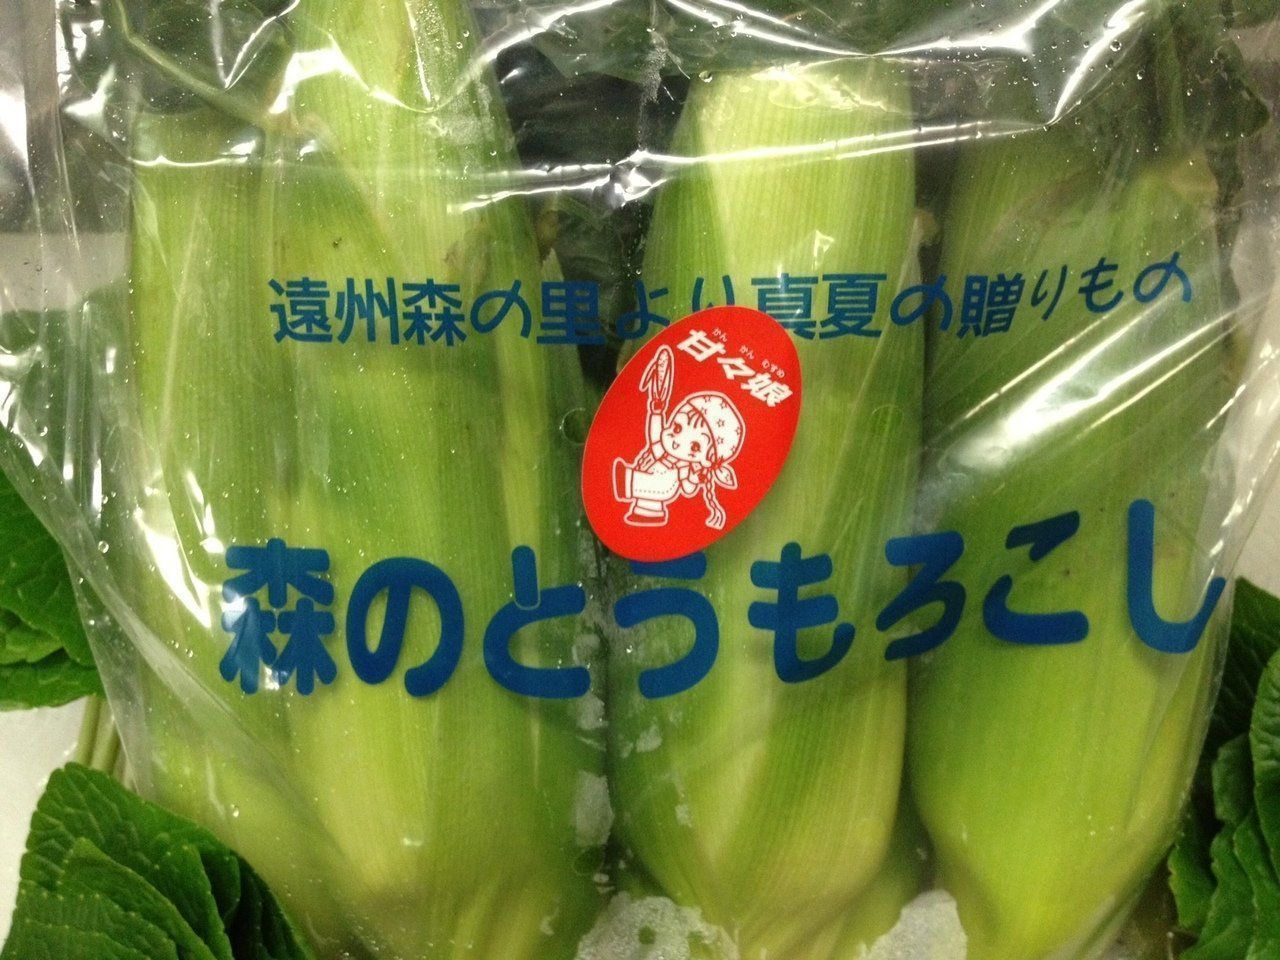 遠州森の里より真夏の贈りもの
かん かん むすめ
甘々娘
森のとうもろこし